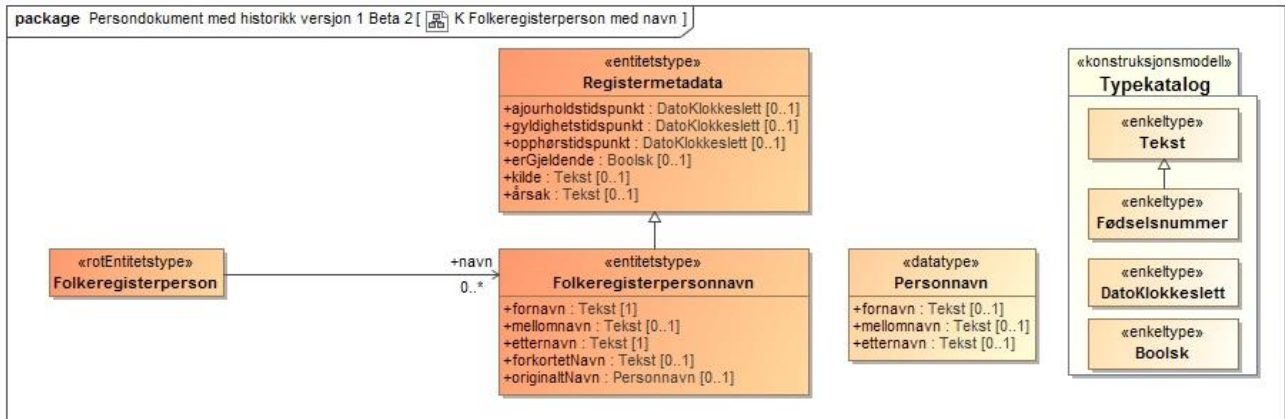 package Persondokument med historikk versjon 1 Beta 2 [ K Folkeregisterperson med navn ]
«entitetstype»
Registermetadata
+ajourholdstidspunkt : DatoKlokkeslett [0..1]
+gyldighetstidspunkt : DatoKlokkeslett [0..1]
+opphørstidspunkt : DatoKlokkeslett [0..1]
+erGjeldende : Boolsk [0..1]
+kilde : Tekst [0..1]
+årsak : Tekst [0..1]
«konstruksjonsmodell»
Typekatalog
«enkeltype»
Tekst
«enkeltype»
Fødselsnummer
«enkeltype»
DatoKlokkeslett
«enkeltype»
Boolsk
«rotEntitetstype»
Folkeregisterperson
+navn
0..*
«entitetstype»
Folkeregisterpersonnavn
+fornavn : Tekst [1]
+mellomnavn : Tekst [0..1]
+etternavn : Tekst [1]
+forkortetNavn : Tekst [0..1]
+originaltNavn : Personnavn [0..1]
«datatype»
Personnavn
+fornavn : Tekst [0..1]
+mellomnavn : Tekst [0..1]
+etternavn : Tekst [0..1]